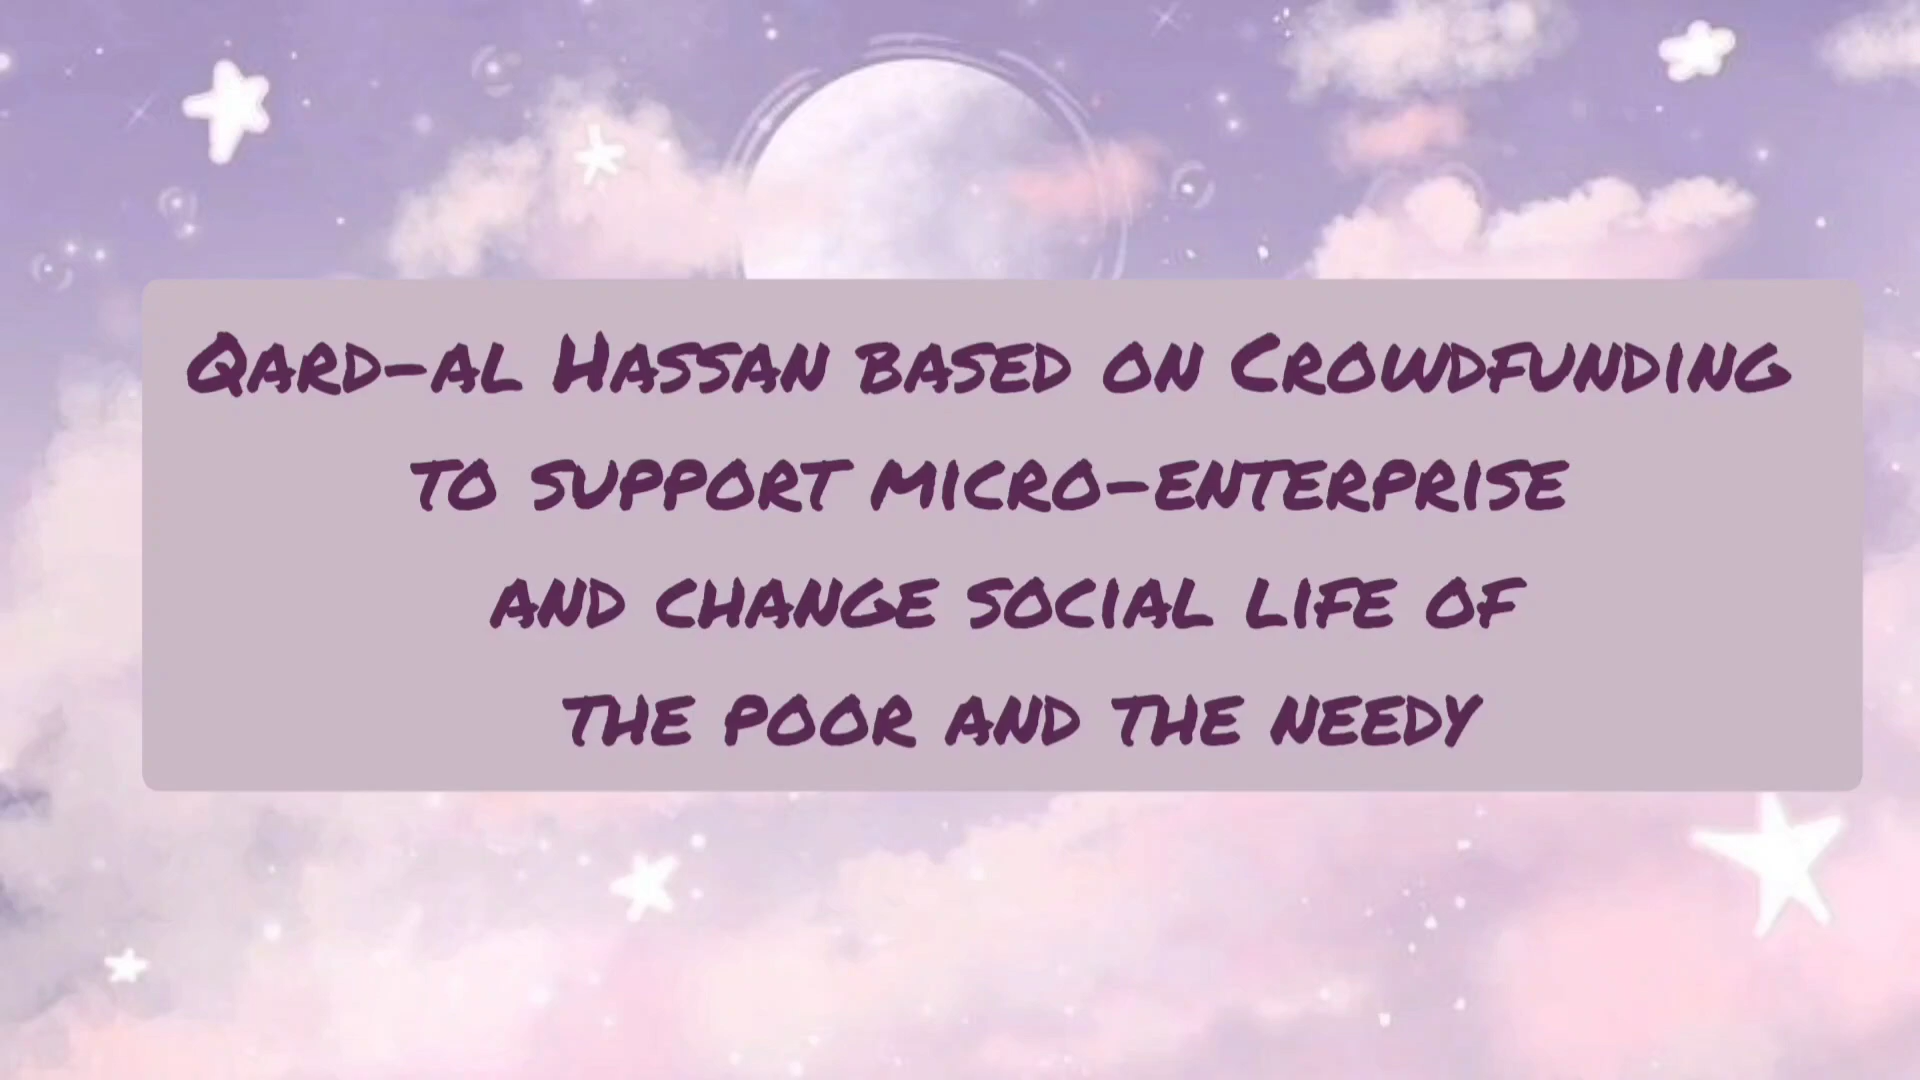 Qard-al Hassan based on Crowdfunding
to support micro-enterprise
and change social life of
the poor and the needy